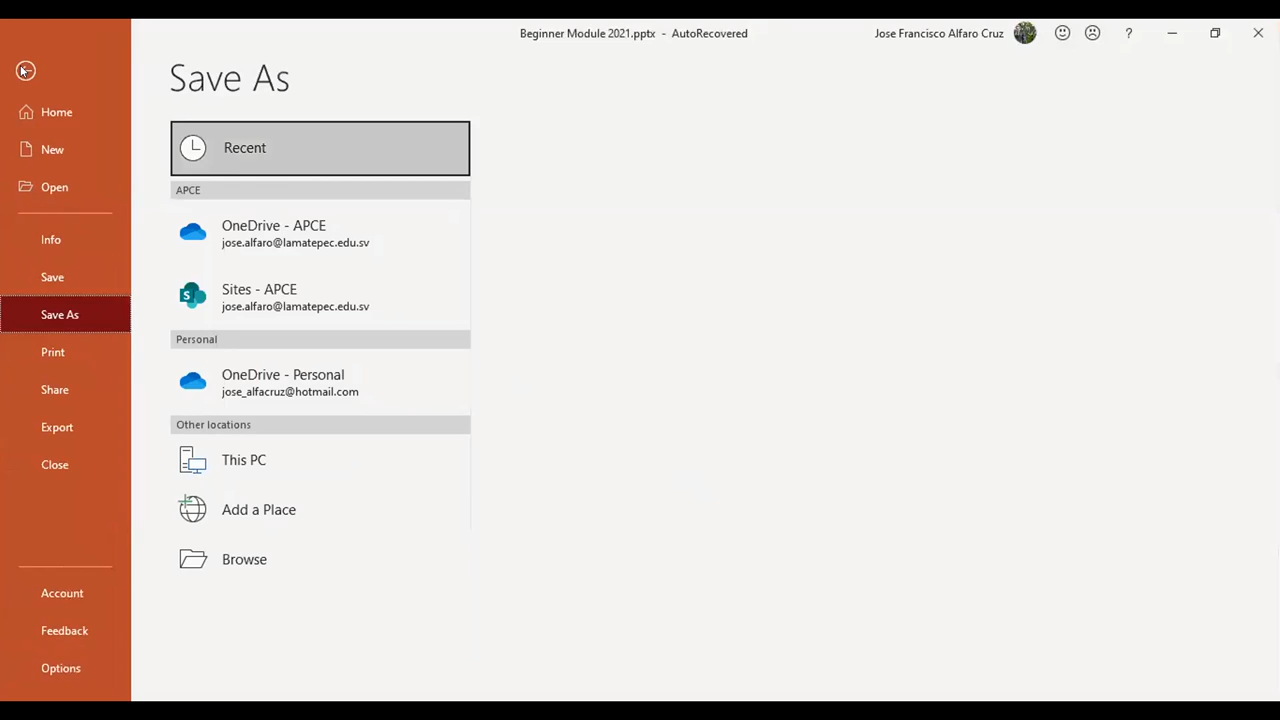 Beginner Module 2021.pptx - AutoRecovered
Jose Francisco Alfaro Cruz
?
Home
New
Open
Info
Save
Save As
Print
Share
Export
Close
Account
Feedback
Options
Save As
Recent
APCE
OneDrive - APCE
jose.alfaro@lamatepec.edu.sv
Sites - APCE
jose.alfaro@lamatepec.edu.sv
Personal
OneDrive - Personal
jose_alfacruz@hotmail.com
Other locations
This PC
Add a Place
Browse